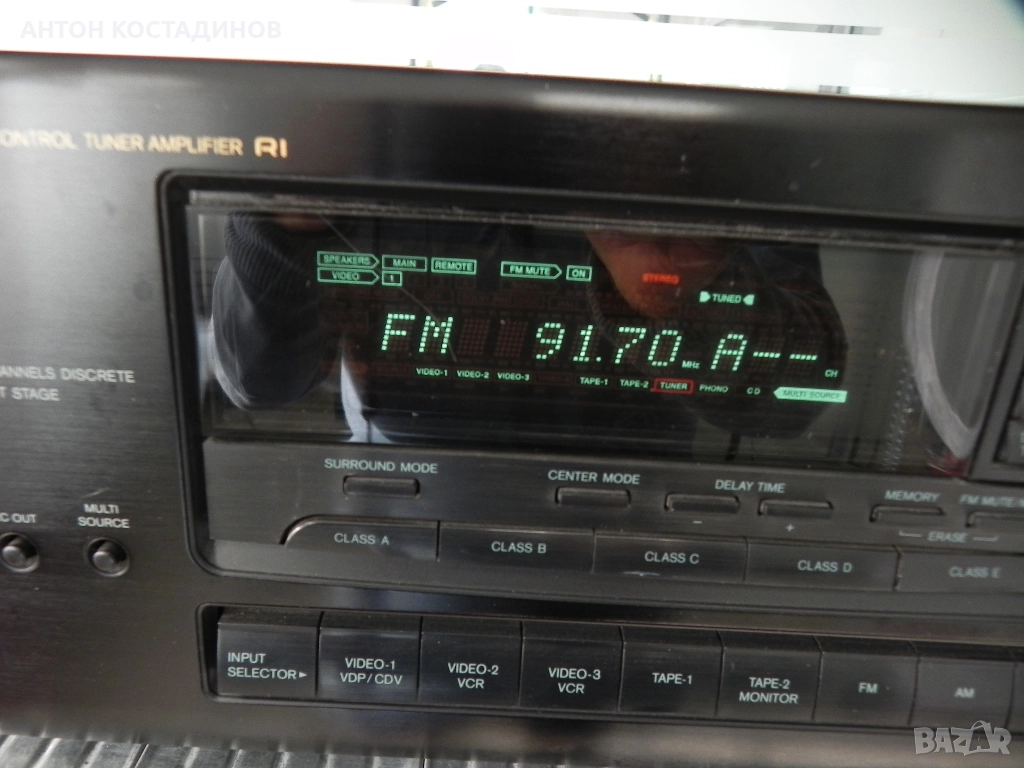 АНТОН КОСТАДИНОВ
CONTROL TUNER AMPLIFIER RI
SPEAKERS MAIN REMOTE FM MUTE ON STEREO
VIDEO 1 TUNED
FM 91.70 MHz A-- CH
VIDEO-1 VIDEO-2 VIDEO-3 TAPE-1 TAPE-2 TUNER PHONO CD MULTI SOURCE
ANNELS DISCRETE
T STAGE
SURROUND MODE CENTER MODE DELAY TIME MEMORY FM MUTE/
- + ERASE
C OUT MULTI SOURCE
CLASS A CLASS B CLASS C CLASS D CLASS E
INPUT SELECTOR▸ VIDEO-1 VDP/CDV VIDEO-2 VCR VIDEO-3 VCR TAPE-1 TAPE-2 MONITOR FM AM
BAZAR